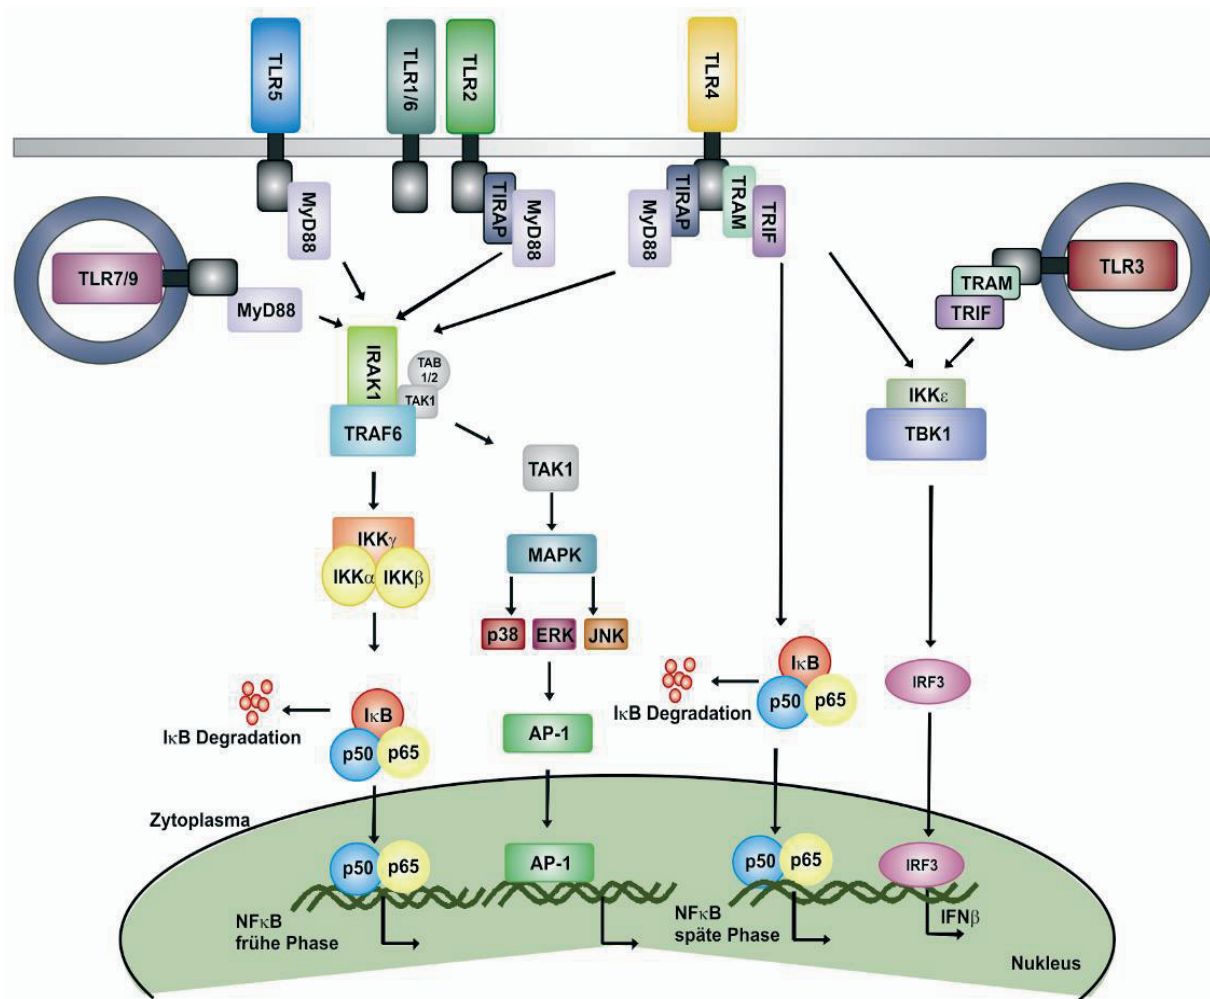 TLR5
TLR1/6
TLR2
TLR4
MyD88
TIRAP
MyD88
MyD88
TIRAP
TRAM
TRIF
TLR7/9
MyD88
TLR3
TRAM
TRIF
IRAK1
TAB
1/2
TAK1
TRAF6
IKKε
TBK1
TAK1
IKKγ
IKKα
IKKβ
MAPK
p38
ERK
JNK
IκB
p50
p65
IκB Degradation
AP-1
IκB
p50
p65
IκB Degradation
IRF3
Zytoplasma
p50
p65
AP-1
p50
p65
IRF3
NFκB
frühe Phase
NFκB
späte Phase
IFNβ
Nukleus